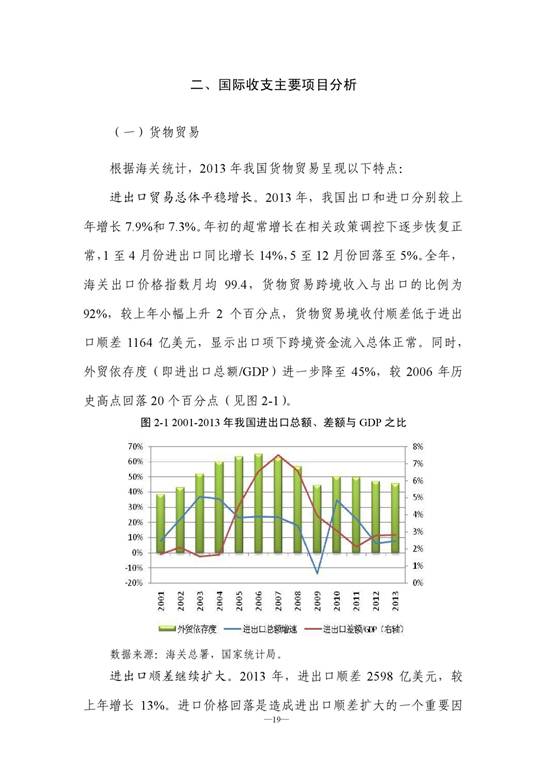 二、国际收支主要项目分析
（一）货物贸易
根据海关统计，2013 年我国货物贸易呈现以下特点：
进出口贸易总体平稳增长。2013 年，我国出口和进口分别较上
年增长 7.9%和 7.3%。年初的超常增长在相关政策调控下逐步恢复正
常，1 至 4 月份进出口同比增长 14%，5 至 12 月份回落至 5%。全年，
海关出口价格指数月均 99.4，货物贸易跨境收入与出口的比例为
92%，较上年小幅上升 2 个百分点，货物贸易跨境收付顺差低于进出
口顺差 1164 亿美元，显示出口项下跨境资金流入总体正常。同时，
外贸依存度（即进出口总额/GDP）进一步降至 45%，较 2006 年历
史高点回落 20 个百分点（见图 2-1）。
图 2-1 2001-2013 年我国进出口总额、差额与 GDP 之比
70% 8%
60% 7%
50% 6%
40% 5%
30% 4%
20% 3%
10% 2%
0% 1%
-10% 0%
-20%
2001 2002 2003 2004 2005 2006 2007 2008 2009 2010 2011 2012 2013
外贸依存度 进出口总额增速 进出口差额/GDP（右轴）
数据来源：海关总署，国家统计局。
进出口顺差继续扩大。2013 年，进出口顺差 2598 亿美元，较
上年增长 13%。进口价格回落是造成进出口顺差扩大的一个重要因
—19—